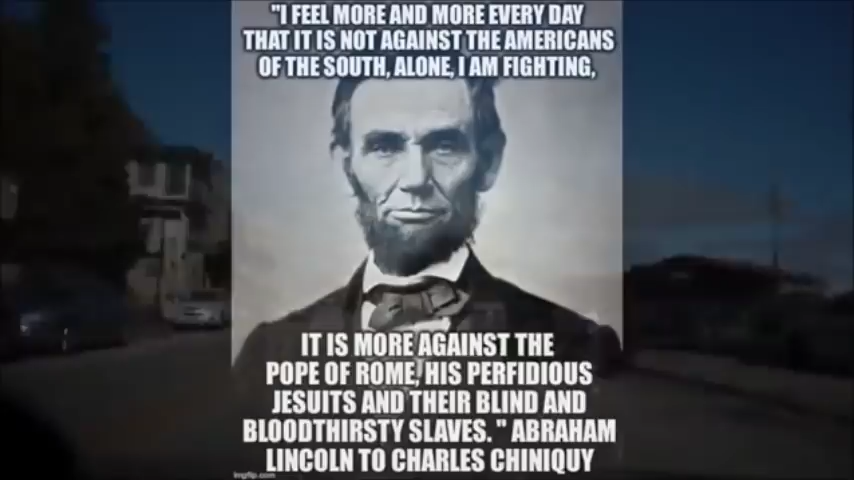 "I FEEL MORE AND MORE EVERY DAY
THAT IT IS NOT AGAINST THE AMERICANS
OF THE SOUTH, ALONE, I AM FIGHTING,
IT IS MORE AGAINST THE
POPE OF ROME, HIS PERFIDIOUS
JESUITS AND THEIR BLIND AND
BLOODTHIRSTY SLAVES. " ABRAHAM
LINCOLN TO CHARLES CHINIQUY
imgflip.com